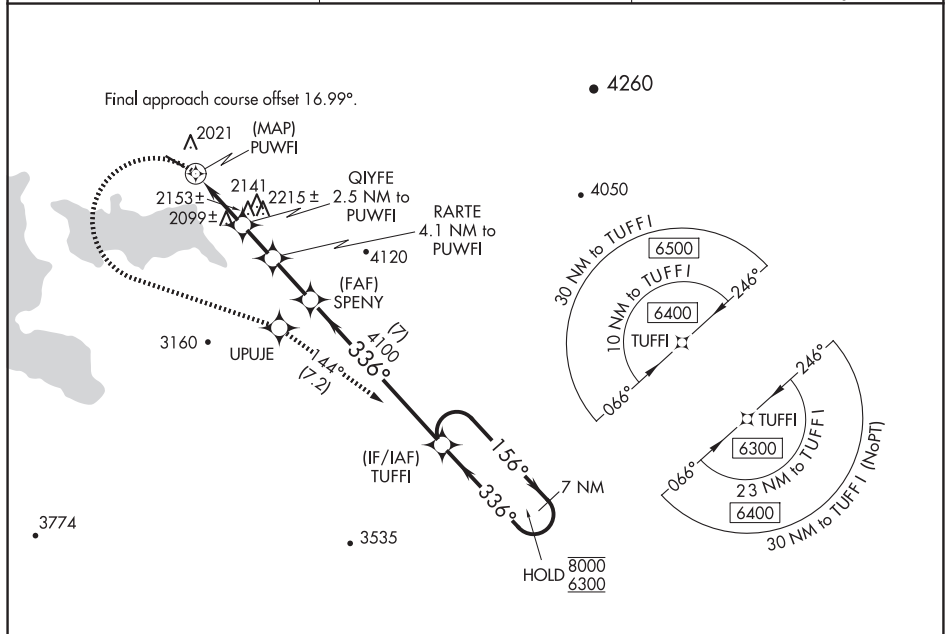 4260
Final approach course offset 16.99°.
2021
(MAP)
PUWFI
QIYFE
2.5 NM to
PUWFI
2141
2153±
2215±
2099±
4050
RARTE
4.1 NM to
PUWFI
4120
30 NM to TUFFI
6500
10 NM to TUFFI
6400
246°
TUFFI
066°
(FAF)
SPENY
3160
UPUJE
144°
(7.2)
(7)
4100
336°
246°
TUFFI
066°
6300
23 NM to TUFFI
6400
30 NM to TUFFI (NoPT)
(IF/IAF)
TUFFI
156°
336°
7 NM
3774
3535
HOLD
8000
6300